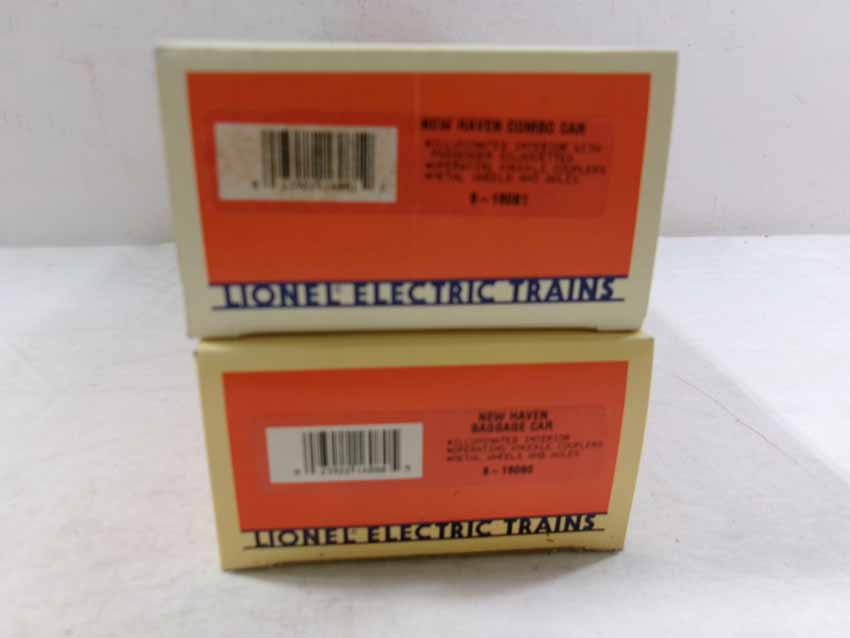 NEW HAVEN COMBO CAR
•ILLUMINATED INTERIOR WITH
PASSENGER SILHOUETTES
•OPERATING KNUCKLE COUPLERS
•METAL WHEELS AND AXLES
LIONEL ELECTRIC TRAINS
NEW HAVEN
BAGGAGE CAR
•ILLUMINATED INTERIOR
•OPERATING KNUCKLE COUPLERS
•METAL WHEELS AND AXLES
LIONEL ELECTRIC TRAINS